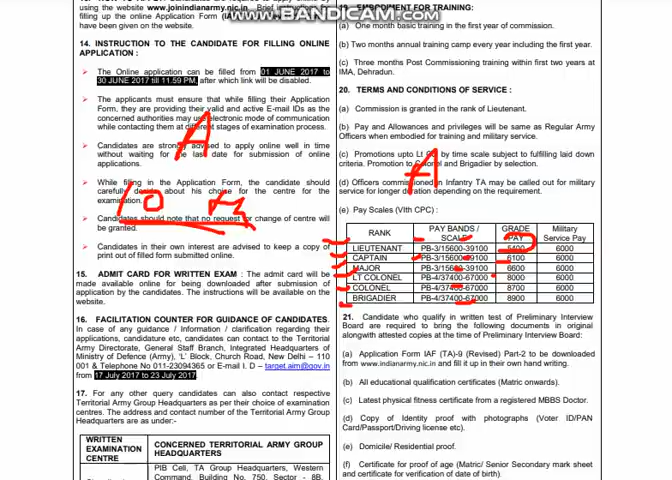 using the website www.joinindianarmy.nic.in. Brief instructions for
filling up the online Application Form
have been given on the website.
14. INSTRUCTION TO THE CANDIDATE FOR FILLING ONLINE
APPLICATION :
The Online application can be filled from 01 JUNE 2017 to
30 JUNE 2017 till 11.59 PM, after which link will be disabled.
The applicants must ensure that while filling their Application
Form, they are providing their valid and active E-mail IDs as the
concerned authorities may use electronic mode of communication
while contacting them at different stages of examination process.
Candidates are strongly advised to apply online well in time
without waiting for the last date for submission of online
applications.
While filling in the Application Form, the candidate should
carefully decide about his choice for the centre for the
examination.
Candidates should note that no request for change of centre will
be granted.
Candidates in their own interest are advised to keep a copy of
print out of filled form submitted online.
15. ADMIT CARD FOR WRITTEN EXAM : The admit card will be
made available online for being downloaded after submission of
application by the candidates. The instructions will be available on the
website.
16. FACILITATION COUNTER FOR GUIDANCE OF CANDIDATES.
In case of any guidance / Information / clarification regarding their
applications, candidature etc, candidates can contact to the Territorial
Army Directorate, General Staff Branch, Integrated Headquarters of
Ministry of Defence (Army), 'L' Block, Church Road, New Delhi – 110
001 & Telephone No 011-23094365 or E-mail I. D – target.aim@gov.in
from 17 July 2017 to 23 July 2017.
17. For any other query candidates can also contact respective
Territorial Army Group Headquarters as per their choice of examination
centres. The address and contact number of the Territorial Army Group
Headquarters are as under:-
WRITTEN EXAMINATION CENTRE
CONCERNED TERRITORIAL ARMY GROUP HEADQUARTERS
PIB Cell, TA Group Headquarters, Western
Command, Building No. 750, Sector - 8B,
WWW.BANDICAM.COM
A
10
A
19. EMBODIMENT FOR TRAINING:
(a) One month basic training in the first year of commission.
(b) Two months annual training camp every year including the first year.
(c) Three months Post Commissioning training within first two years at
IMA, Dehradun.
20. TERMS AND CONDITIONS OF SERVICE :
(a) Commission is granted in the rank of Lieutenant.
(b) Pay and Allowances and privileges will be same as Regular Army
Officers when embodied for training and military service.
(c) Promotions upto Lt Col by time scale subject to fulfilling laid down
criteria. Promotion to Colonel and Brigadier by selection.
(d) Officers commissioned in Infantry TA may be called out for military
service for longer duration depending on the requirement.
(e) Pay Scales (VIth CPC) :
RANK PAY BANDS / SCALE GRADE PAY Military Service Pay
LIEUTENANT PB-3/15600-39100 5400 6000
CAPTAIN PB-3/15600-39100 6100 6000
MAJOR PB-3/15600-39100 6600 6000
LT COLONEL PB-4/37400-67000 8000 6000
COLONEL PB-4/37400-67000 8700 6000
BRIGADIER PB-4/37400-67000 8900 6000
21. Candidate who qualify in written test of Preliminary Interview
Board are required to bring the following documents in original
alongwith attested copies at the time of Preliminary Interview Board:
(a) Application Form IAF (TA)-9 (Revised) Part-2 to be downloaded
from www.indianarmy.nic.in and fill it up in their own hand writing.
(b) All educational qualification certificates (Matric onwards).
(c) Latest physical fitness certificate from a registered MBBS Doctor.
(d) Copy of Identity proof with photographs (Voter ID/PAN
Card/Passport/Driving license etc).
(e) Domicile/ Residential proof.
(f) Certificate for proof of age (Matric/ Senior Secondary mark sheet
and certificate for verification of date of birth).